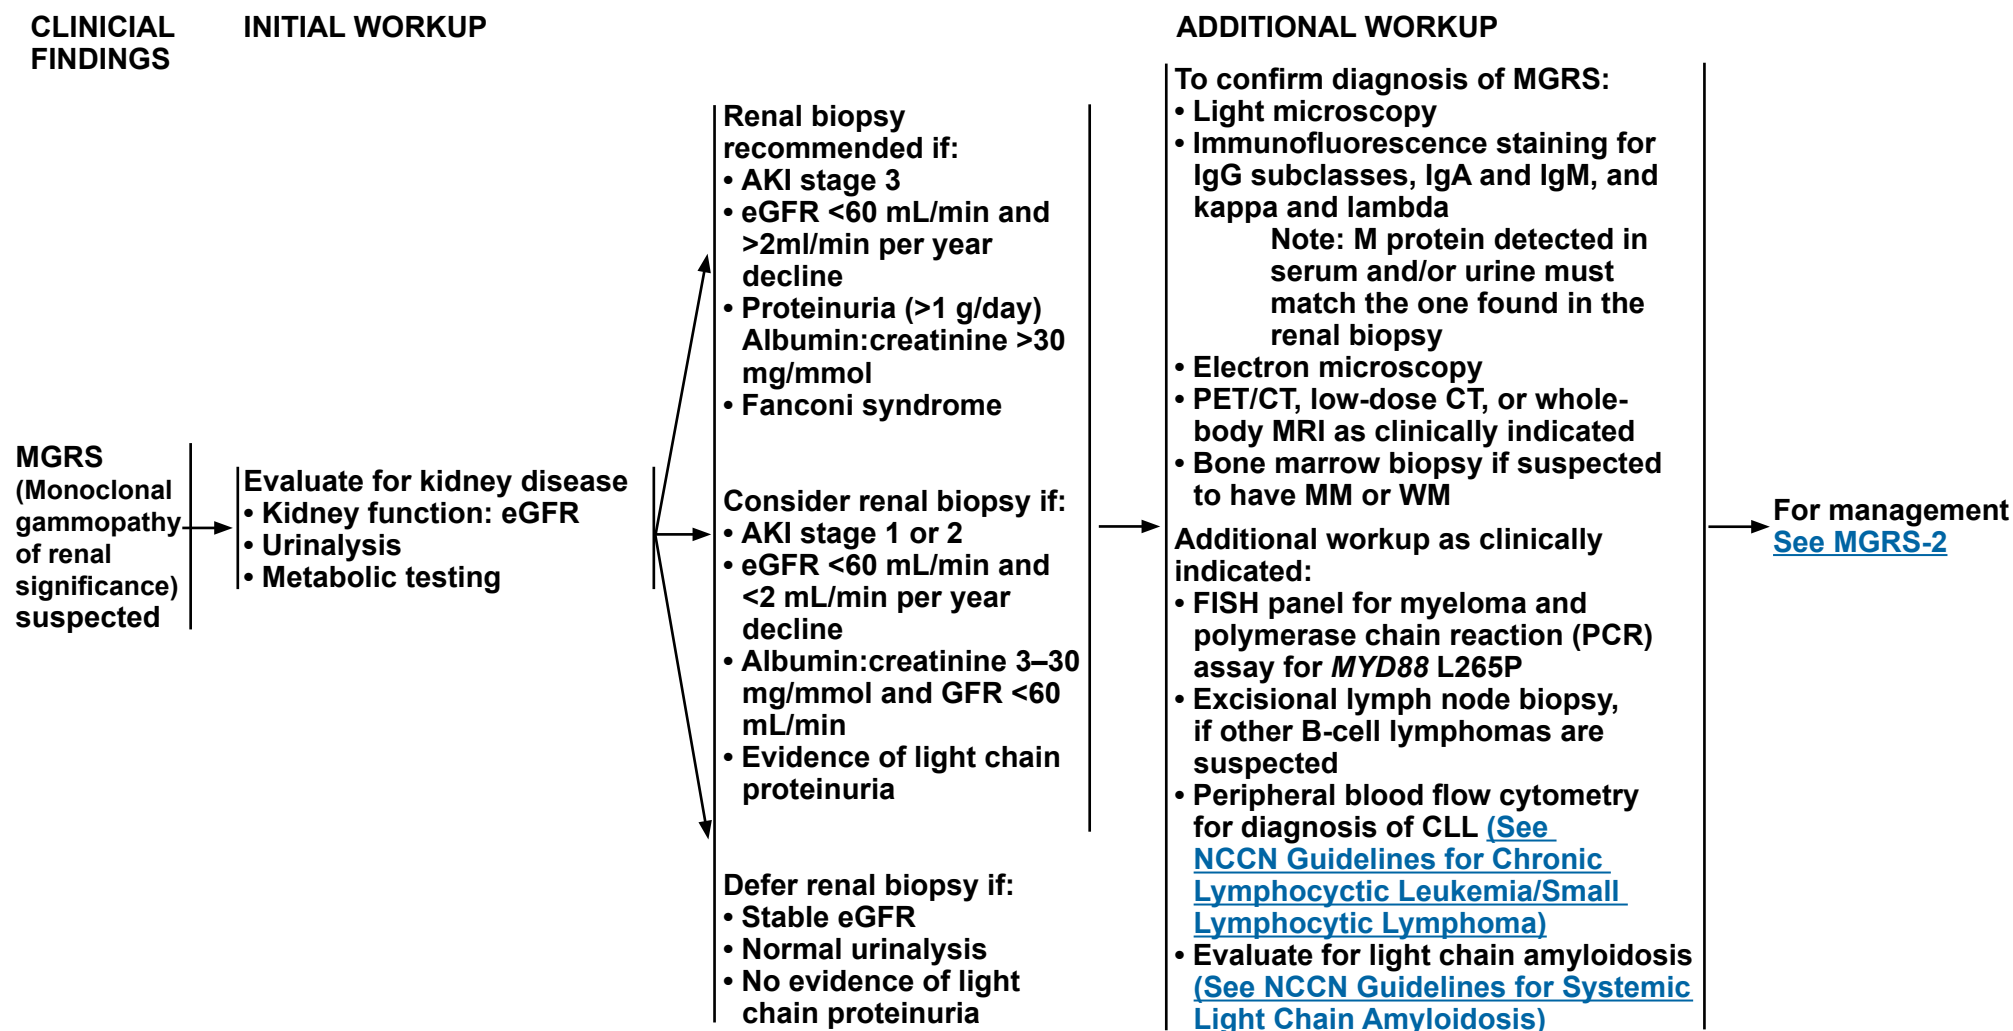 CLINICIAL
FINDINGS
INITIAL WORKUP
ADDITIONAL WORKUP
MGRS
(Monoclonal
gammopathy
of renal
significance)
suspected
Evaluate for kidney disease
• Kidney function: eGFR
• Urinalysis
• Metabolic testing
Renal biopsy
recommended if:
• AKI stage 3
• eGFR <60 mL/min and
>2ml/min per year
decline
• Proteinuria (>1 g/day)
Albumin:creatinine >30
mg/mmol
• Fanconi syndrome
Consider renal biopsy if:
• AKI stage 1 or 2
• eGFR <60 mL/min and
<2 mL/min per year
decline
• Albumin:creatinine 3–30
mg/mmol and GFR <60
mL/min
• Evidence of light chain
proteinuria
Defer renal biopsy if:
• Stable eGFR
• Normal urinalysis
• No evidence of light
chain proteinuria
To confirm diagnosis of MGRS:
• Light microscopy
• Immunofluorescence staining for
IgG subclasses, IgA and IgM, and
kappa and lambda
Note: M protein detected in
serum and/or urine must
match the one found in the
renal biopsy
• Electron microscopy
• PET/CT, low-dose CT, or whole-
body MRI as clinically indicated
• Bone marrow biopsy if suspected
to have MM or WM
Additional workup as clinically
indicated:
• FISH panel for myeloma and
polymerase chain reaction (PCR)
assay for MYD88 L265P
• Excisional lymph node biopsy,
if other B-cell lymphomas are
suspected
• Peripheral blood flow cytometry
for diagnosis of CLL (See
NCCN Guidelines for Chronic
Lymphocyctic Leukemia/Small
Lymphocytic Lymphoma)
• Evaluate for light chain amyloidosis
(See NCCN Guidelines for Systemic
Light Chain Amyloidosis)
For management
See MGRS-2